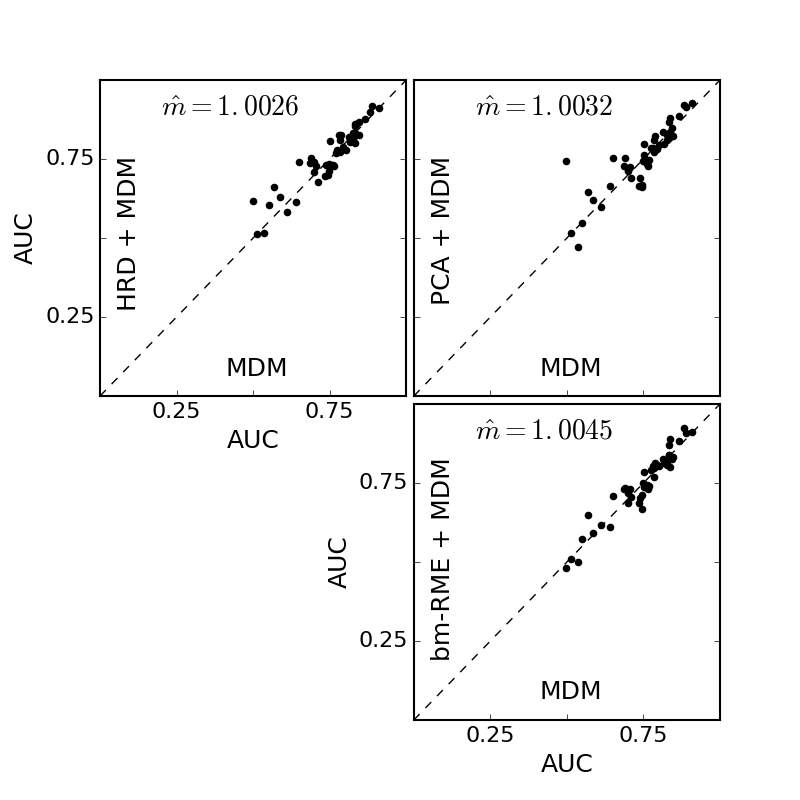 m̂ = 1.0026
m̂ = 1.0032
0.75
AUC
HRD + MDM
PCA + MDM
0.25
MDM
MDM
0.25
0.75
AUC
m̂ = 1.0045
0.75
AUC
bm-RME + MDM
0.25
MDM
0.25
0.75
AUC